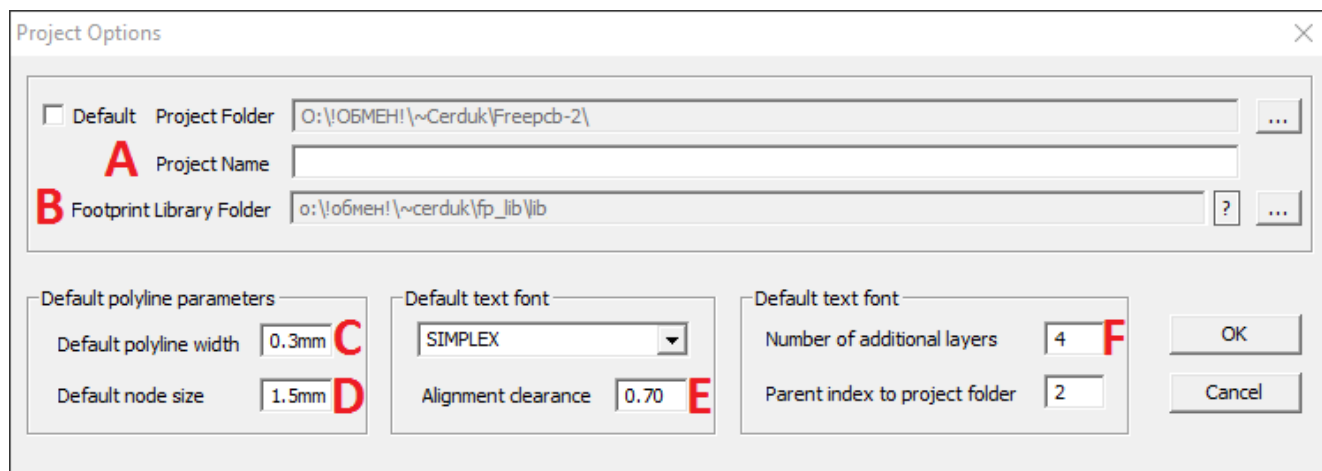 Project Options
Default Project Folder O:\!ОБМЕН!\~Cerduk\Freepcb-2\ ...
A Project Name
B Footprint Library Folder o:\!обмен!\~cerduk\fp_lib\lib ? ...
Default polyline parameters Default text font Default text font
Default polyline width 0.3mm C SIMPLEX Number of additional layers 4 F OK
Default node size 1.5mm D Alignment clearance 0.70 E Parent index to project folder 2 Cancel